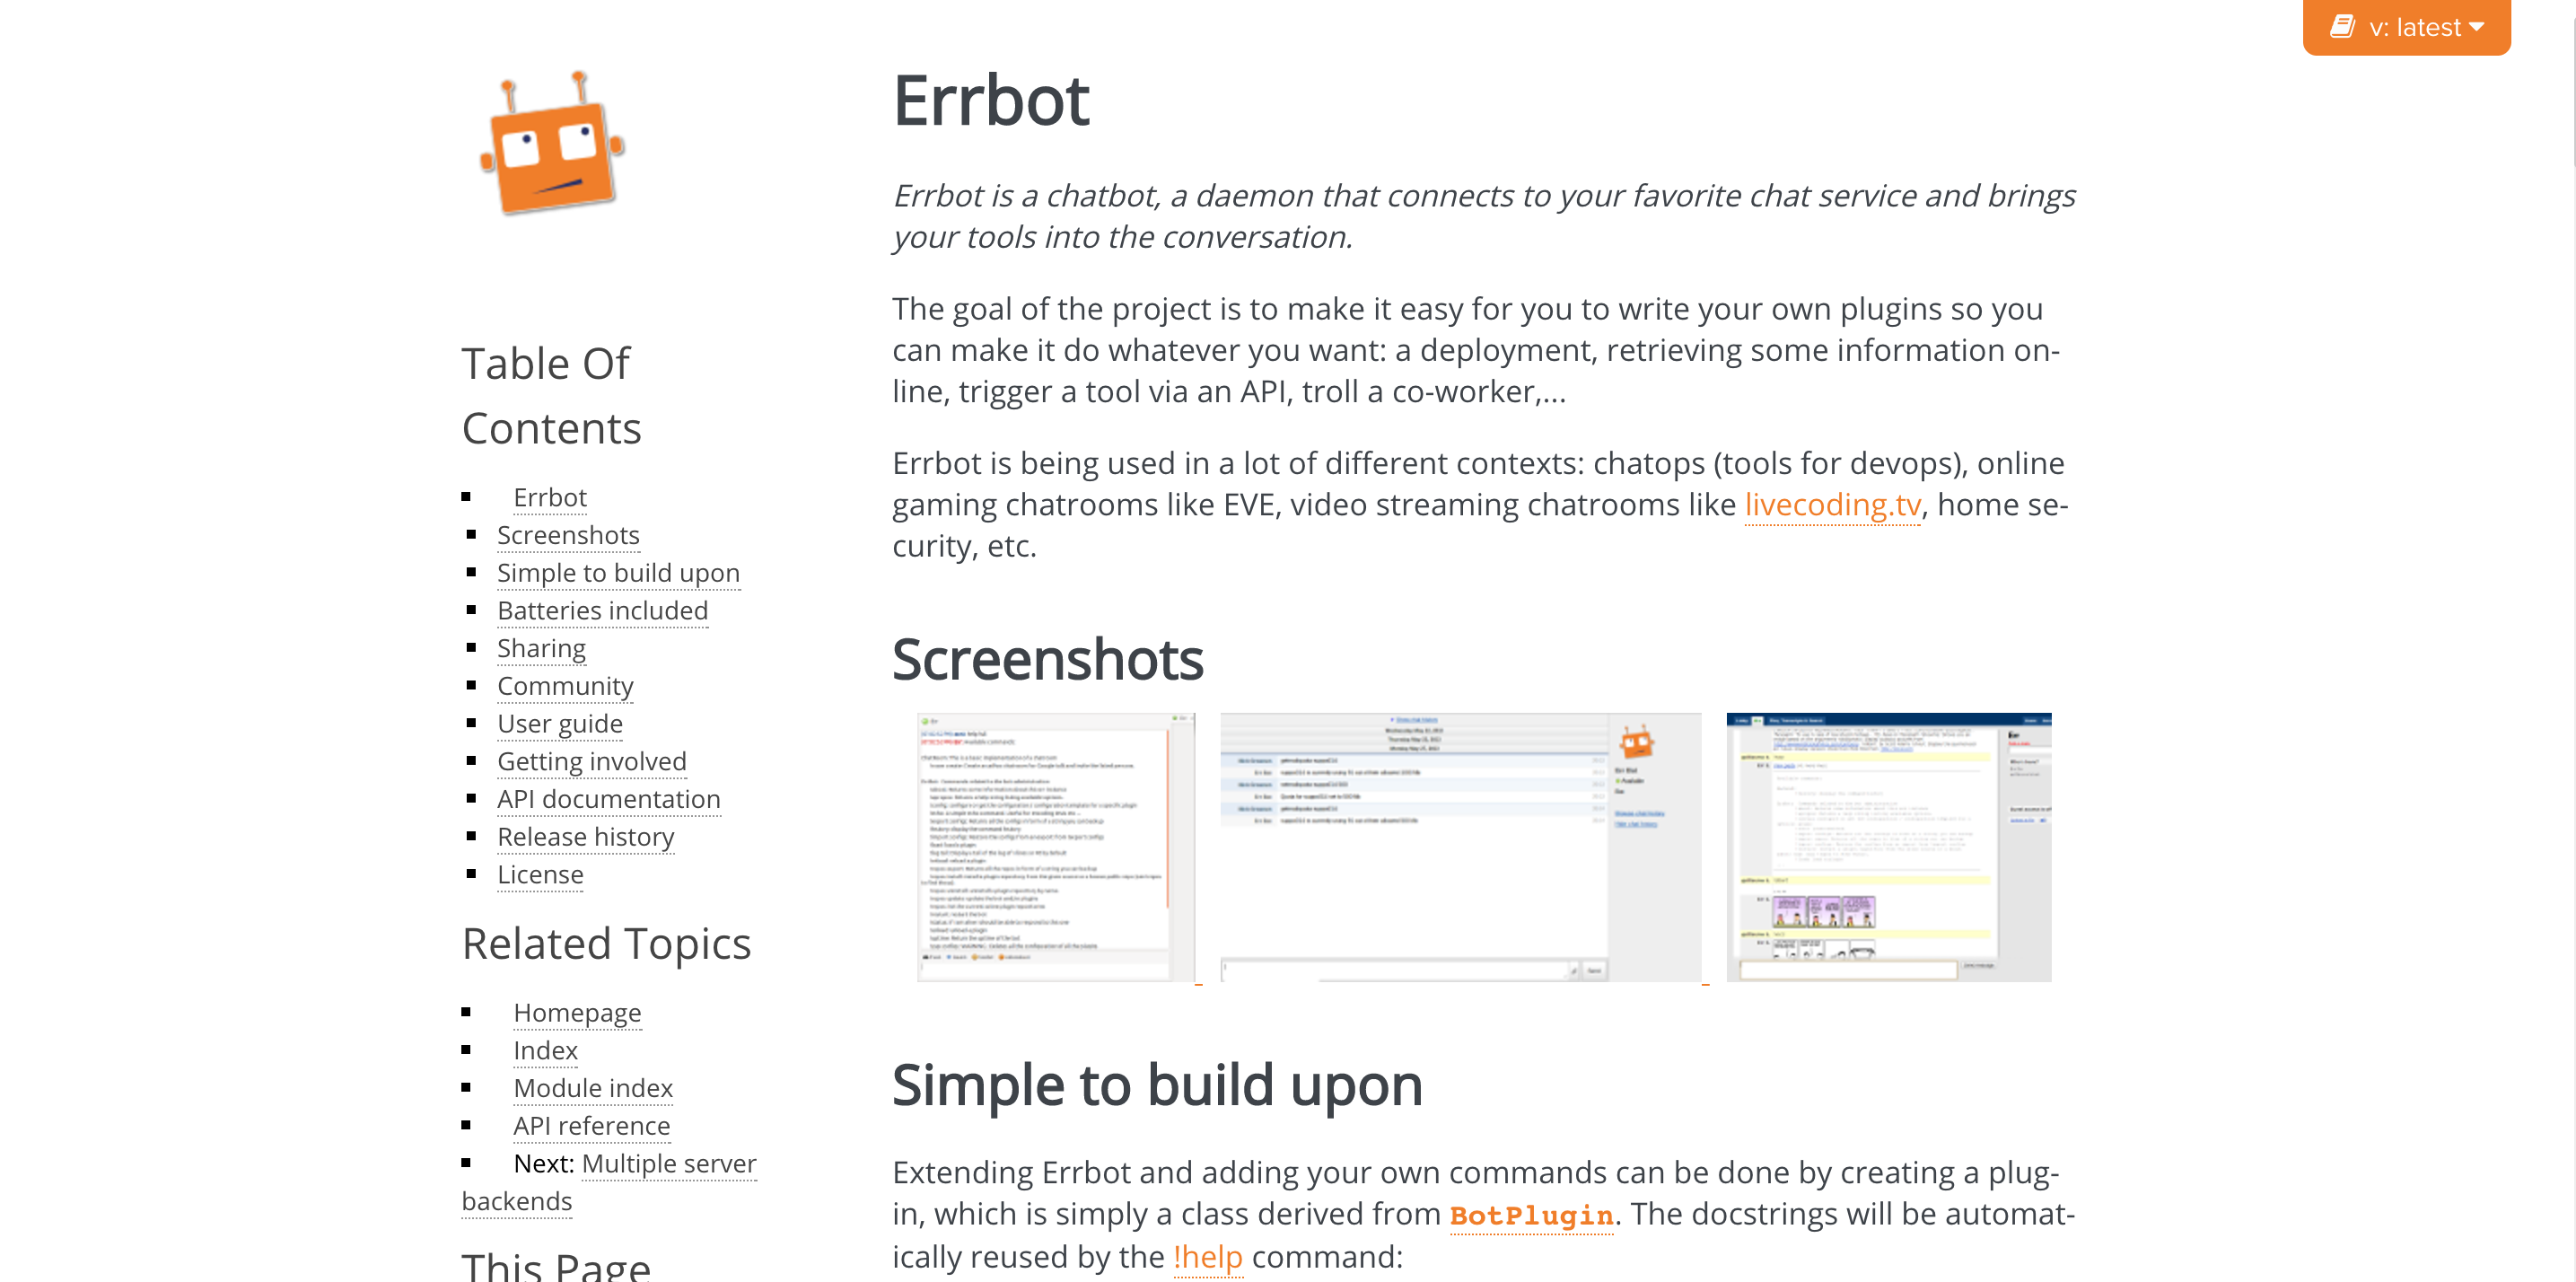 v: latest
Errbot
Errbot is a chatbot, a daemon that connects to your favorite chat service and brings
your tools into the conversation.
The goal of the project is to make it easy for you to write your own plugins so you
can make it do whatever you want: a deployment, retrieving some information on-
line, trigger a tool via an API, troll a co-worker,...
Errbot is being used in a lot of different contexts: chatops (tools for devops), online
gaming chatrooms like EVE, video streaming chatrooms like livecoding.tv, home se-
curity, etc.
Screenshots
Simple to build upon
Extending Errbot and adding your own commands can be done by creating a plug-
in, which is simply a class derived from BotPlugin. The docstrings will be automat-
ically reused by the !help command:
Table Of
Contents
Errbot
Screenshots
Simple to build upon
Batteries included
Sharing
Community
User guide
Getting involved
API documentation
Release history
License
Related Topics
Homepage
Index
Module index
API reference
Next: Multiple server
backends
This Page